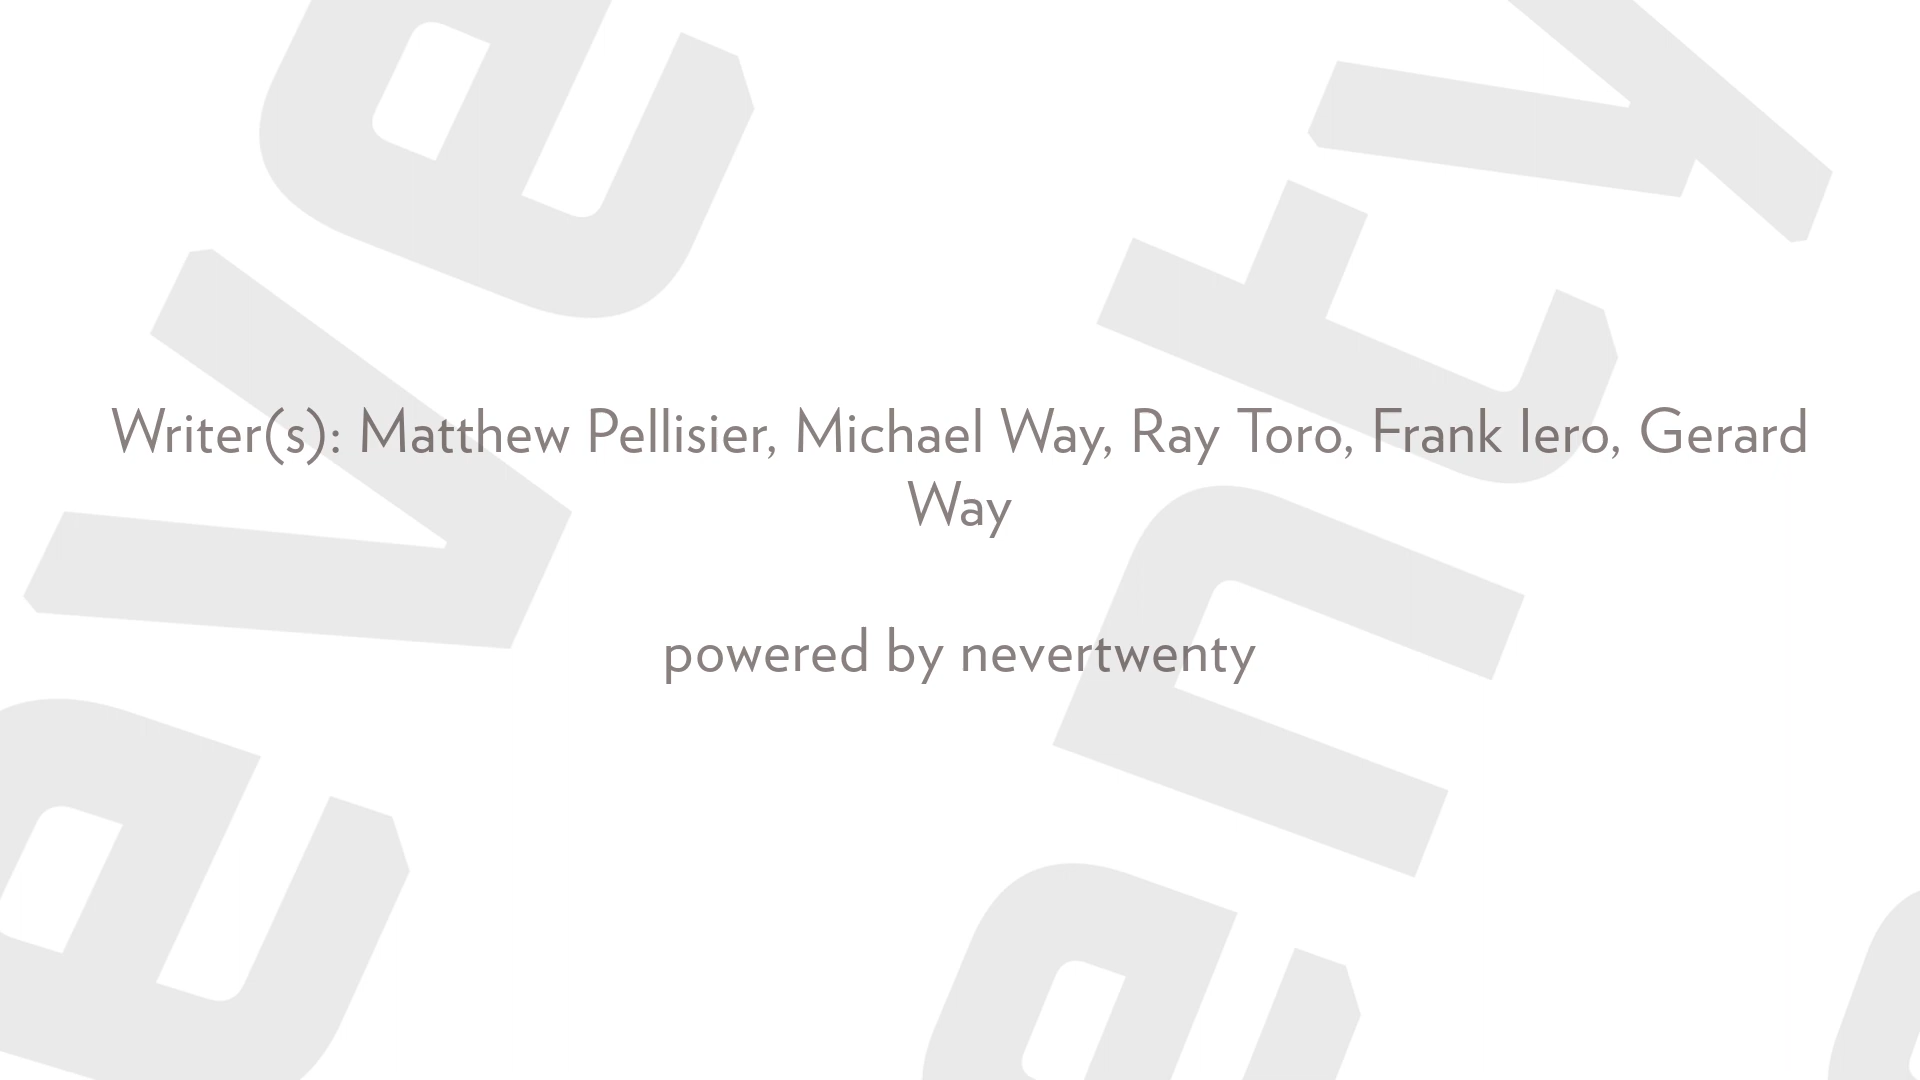 Writer(s): Matthew Pellisier, Michael Way, Ray Toro, Frank Iero, Gerard
Way
powered by nevertwenty